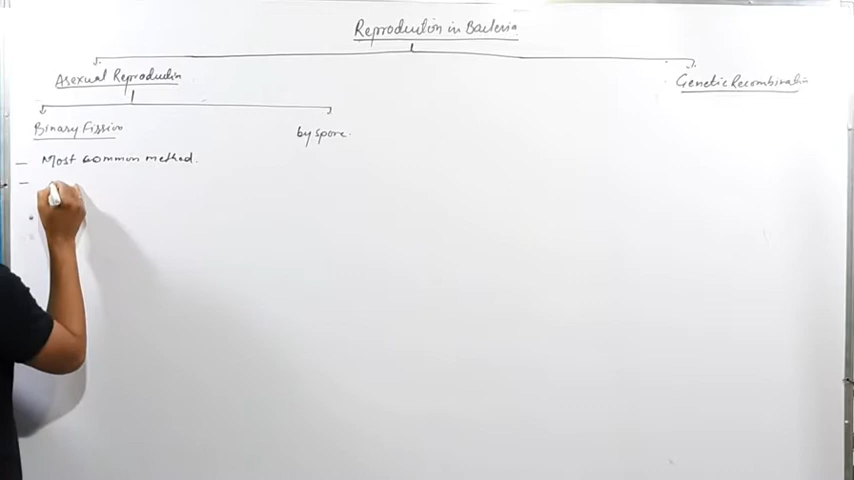 Reproduction in Bacteria
Asexual Reproduction
Genetic Recombination
Binary Fission
by spore.
— Most common method.
—